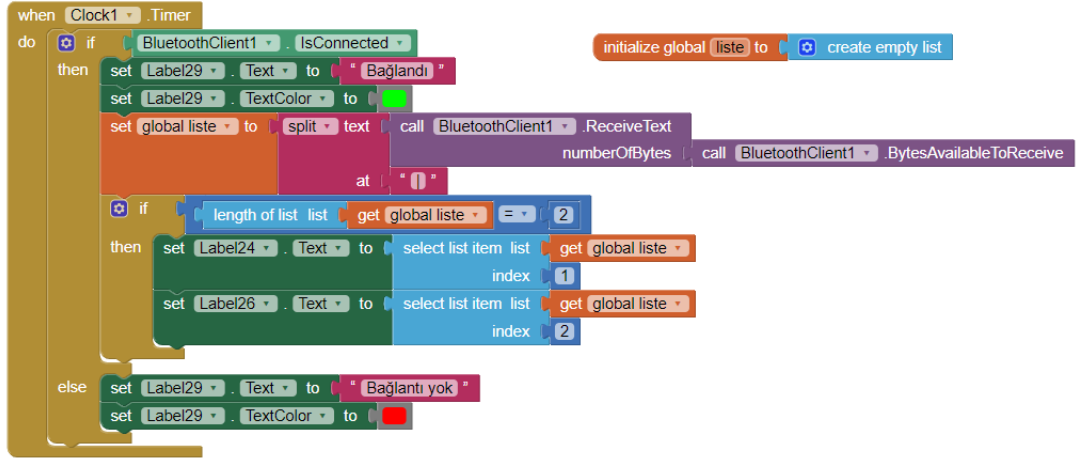 when Clock1 .Timer
do if BluetoothClient1 . IsConnected
initialize global liste to create empty list
then set Label29 . Text to " Bağlandı "
set Label29 . TextColor to
set global liste to split text call BluetoothClient1 .ReceiveText
numberOfBytes call BluetoothClient1 .BytesAvailableToReceive
at " | "
if length of list list get global liste = 2
then set Label24 . Text to select list item list get global liste
index 1
set Label26 . Text to select list item list get global liste
index 2
else set Label29 . Text to " Bağlantı yok "
set Label29 . TextColor to